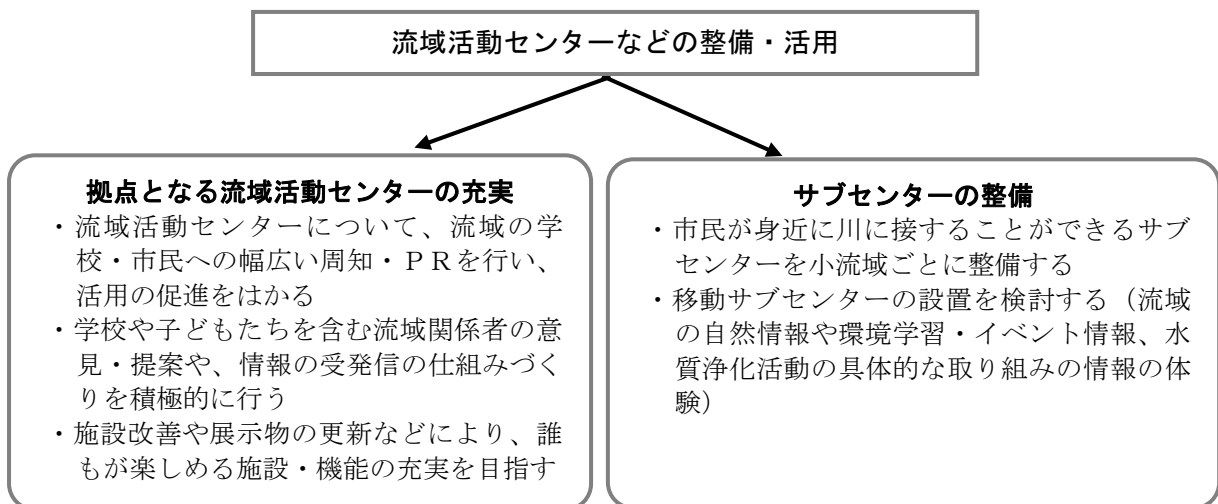 流域活動センターなどの整備・活用
拠点となる流域活動センターの充実
・流域活動センターについて、流域の学
校・市民への幅広い周知・ＰＲを行い、
活用の促進をはかる
・学校や子どもたちを含む流域関係者の意
見・提案や、情報の受発信の仕組みづく
りを積極的に行う
・施設改善や展示物の更新などにより、誰
もが楽しめる施設・機能の充実を目指す
サブセンターの整備
・市民が身近に川に接することができるサブ
センターを小流域ごとに整備する
・移動サブセンターの設置を検討する（流域
の自然情報や環境学習・イベント情報、水
質浄化活動の具体的な取り組みの情報の体
験）